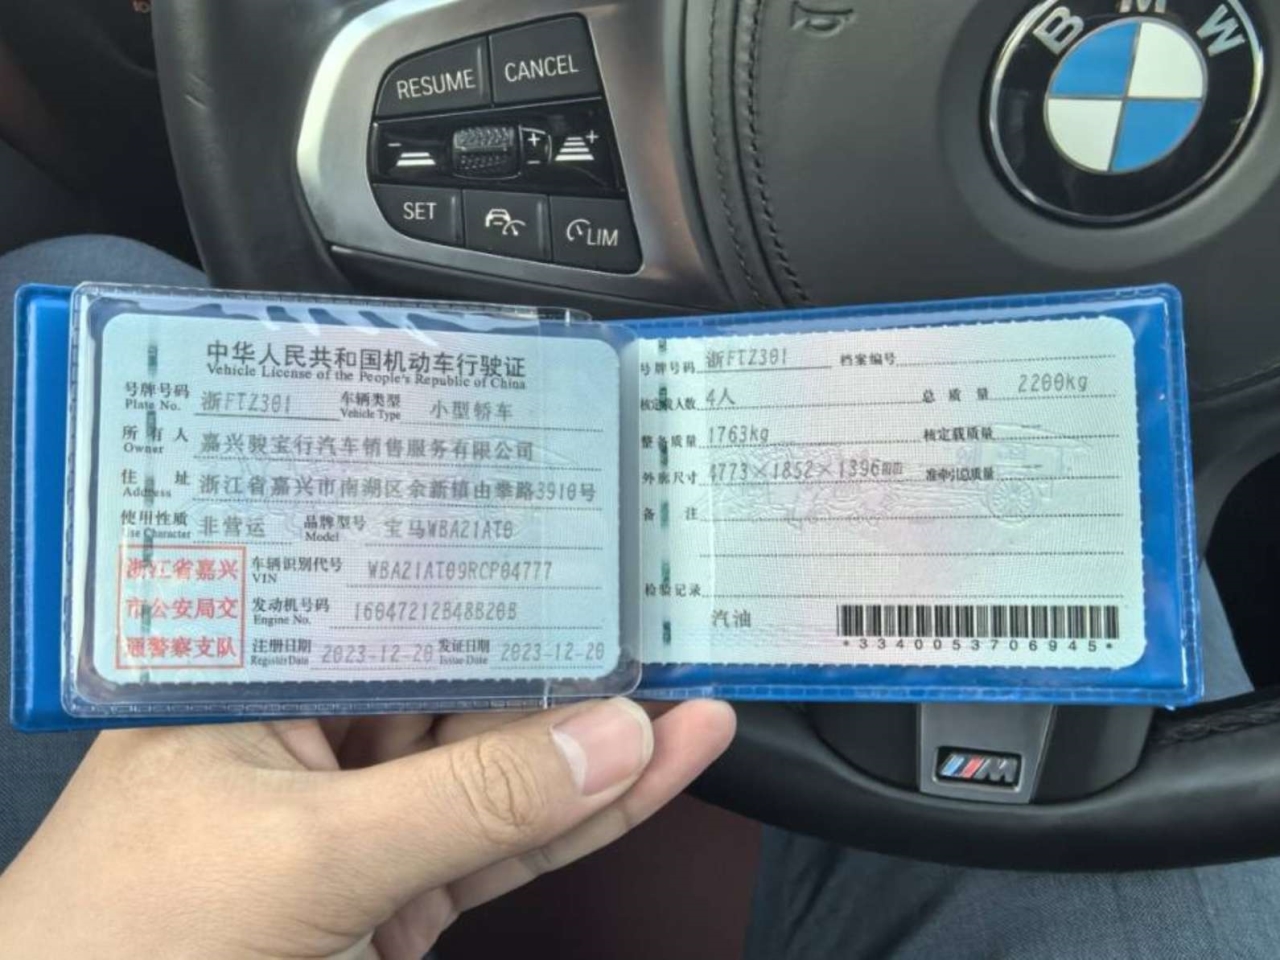 RESUME
CANCEL
SET
LIM
BMW
中华人民共和国机动车行驶证
Vehicle License of the People's Republic of China
号牌号码 浙FTZ301 车辆类型 小型轿车
Plate No. Vehicle Type
所有人 嘉兴骏宝行汽车销售服务有限公司
Owner
住址 浙江省嘉兴市南湖区余新镇由拳路3910号
Address
使用性质 非营运 品牌型号 宝马WBA21AT0
Use Character Model
浙江省嘉兴
市公安局交
通警察支队
车辆识别代号 WBA21AT09RCP04777
VIN
发动机号码 16047212B48B20B
Engine No.
注册日期 2023-12-20 发证日期 2023-12-20
Register Date Issue Date
号牌号码 浙FTZ301 档案编号
核定载人数 4人 总质量 2200kg
整备质量 1763kg 核定载质量
外廓尺寸 4773×1852×1396mm 准牵引总质量
备注
检验记录
汽油
*3340053706945*
M